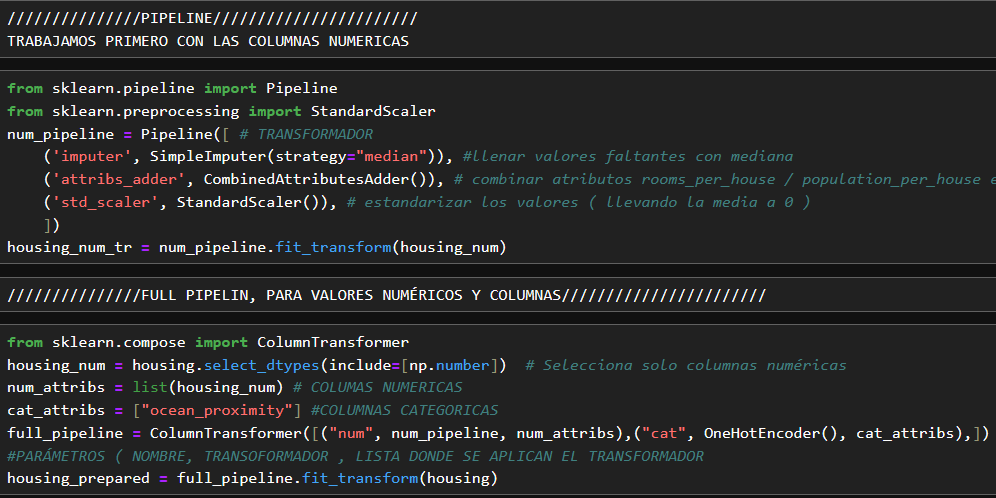 ///////////////PIPELINE///////////////////////
TRABAJAMOS PRIMERO CON LAS COLUMNAS NUMERICAS
from sklearn.pipeline import Pipeline
from sklearn.preprocessing import StandardScaler
num_pipeline = Pipeline([ # TRANSFORMADOR
    ('imputer', SimpleImputer(strategy="median")), #llenar valores faltantes con mediana
    ('attribs_adder', CombinedAttributesAdder()), # combinar atributos rooms_per_house / population_per_house e
    ('std_scaler', StandardScaler()), # estandarizar los valores ( llevando la media a 0 )
    ])
housing_num_tr = num_pipeline.fit_transform(housing_num)
///////////////FULL PIPELIN, PARA VALORES NUMÉRICOS Y COLUMNAS///////////////////////
from sklearn.compose import ColumnTransformer
housing_num = housing.select_dtypes(include=[np.number])  # Selecciona solo columnas numéricas
num_attribs = list(housing_num) # COLUMAS NUMERICAS
cat_attribs = ["ocean_proximity"] #COLUMNAS CATEGORICAS
full_pipeline = ColumnTransformer([("num", num_pipeline, num_attribs),("cat", OneHotEncoder(), cat_attribs),])
#PARÁMETROS ( NOMBRE, TRANSOFORMADOR , LISTA DONDE SE APLICAN EL TRANSFORMADOR
housing_prepared = full_pipeline.fit_transform(housing)